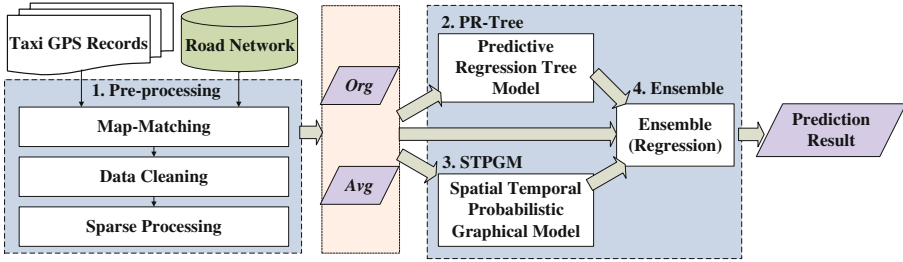 Taxi GPS Records
Road Network
1. Pre-processing
Map-Matching
Data Cleaning
Sparse Processing
Org
Avg
2. PR-Tree
Predictive
Regression Tree
Model
3. STPGM
Spatial Temporal
Probabilistic
Graphical Model
4. Ensemble
Ensemble
(Regression)
Prediction
Result